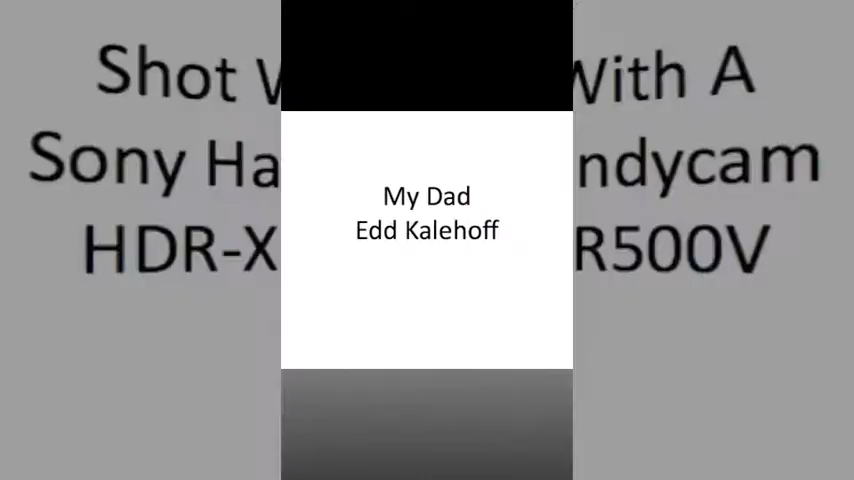 Shot W
With A
Sony Ha
ndycam
HDR-X
R500V
My Dad
Edd Kalehoff